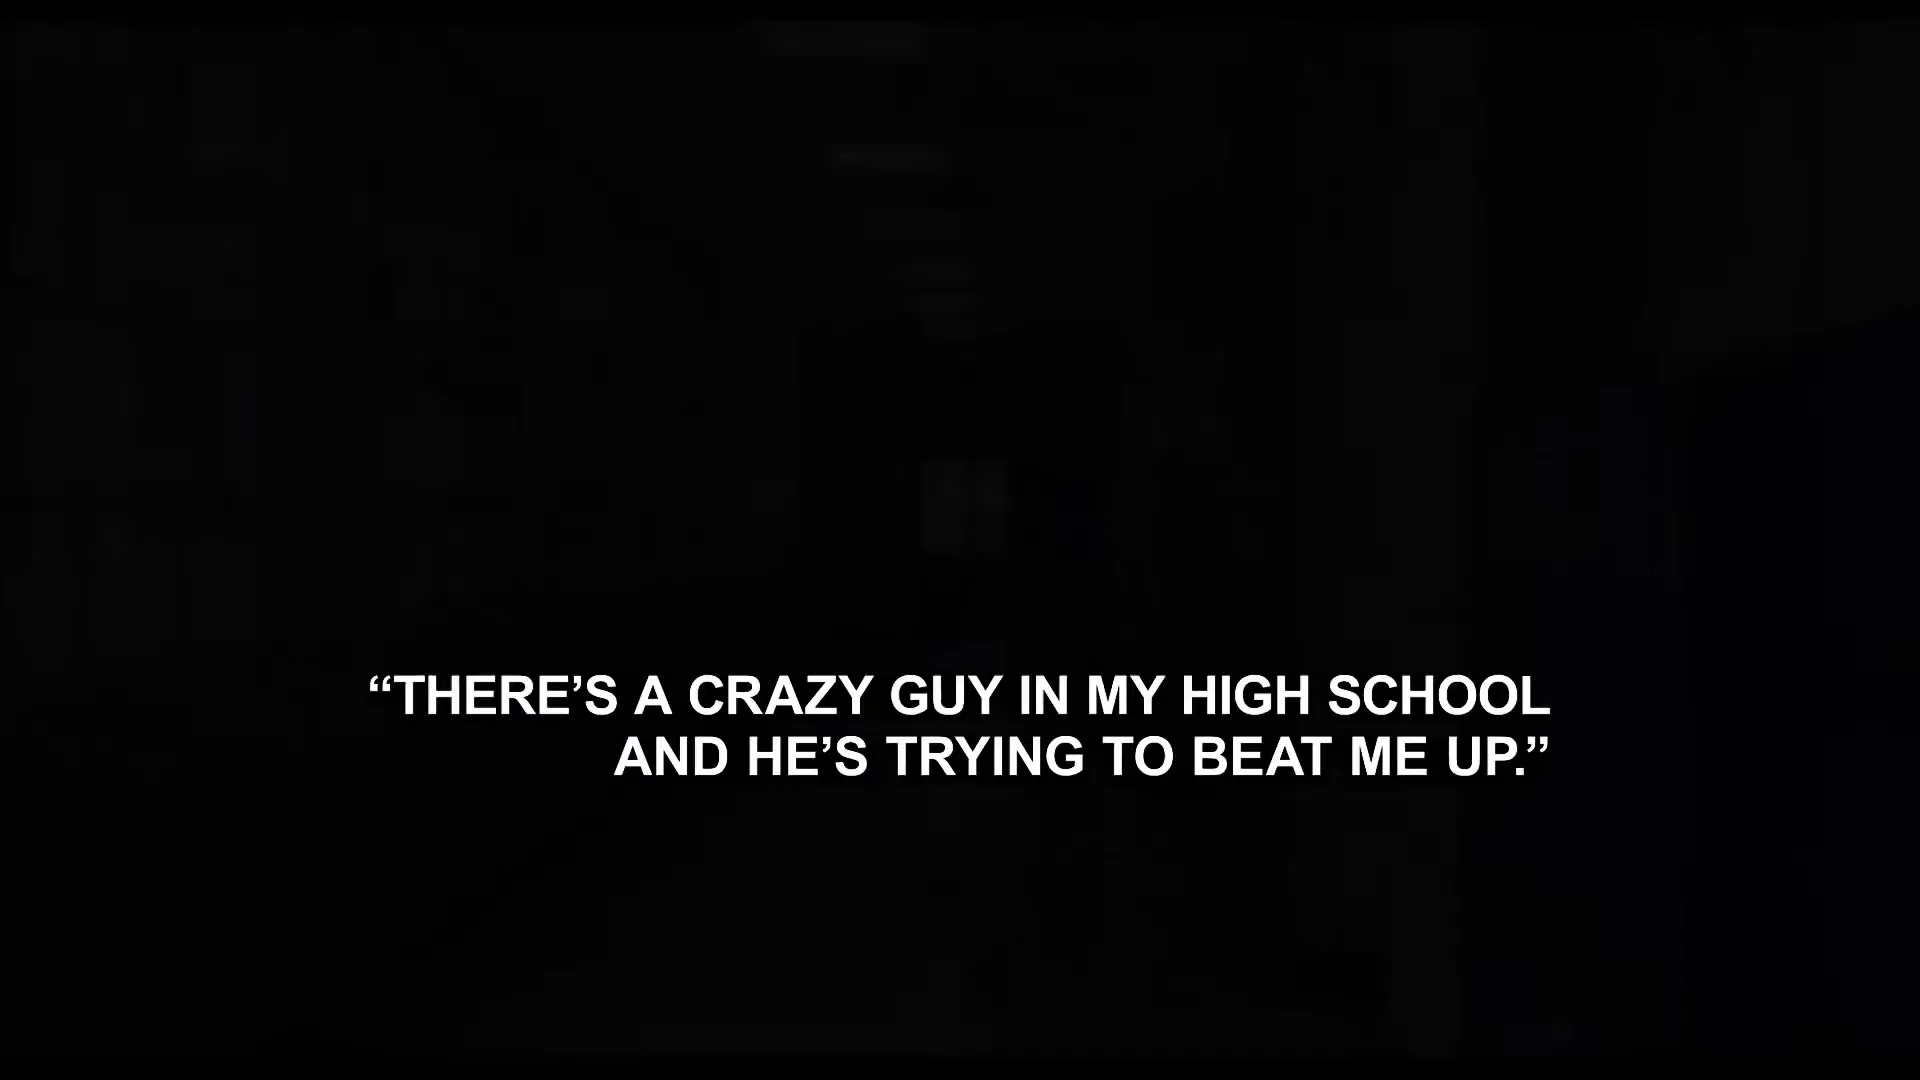 “THERE’S A CRAZY GUY IN MY HIGH SCHOOL
AND HE’S TRYING TO BEAT ME UP.”